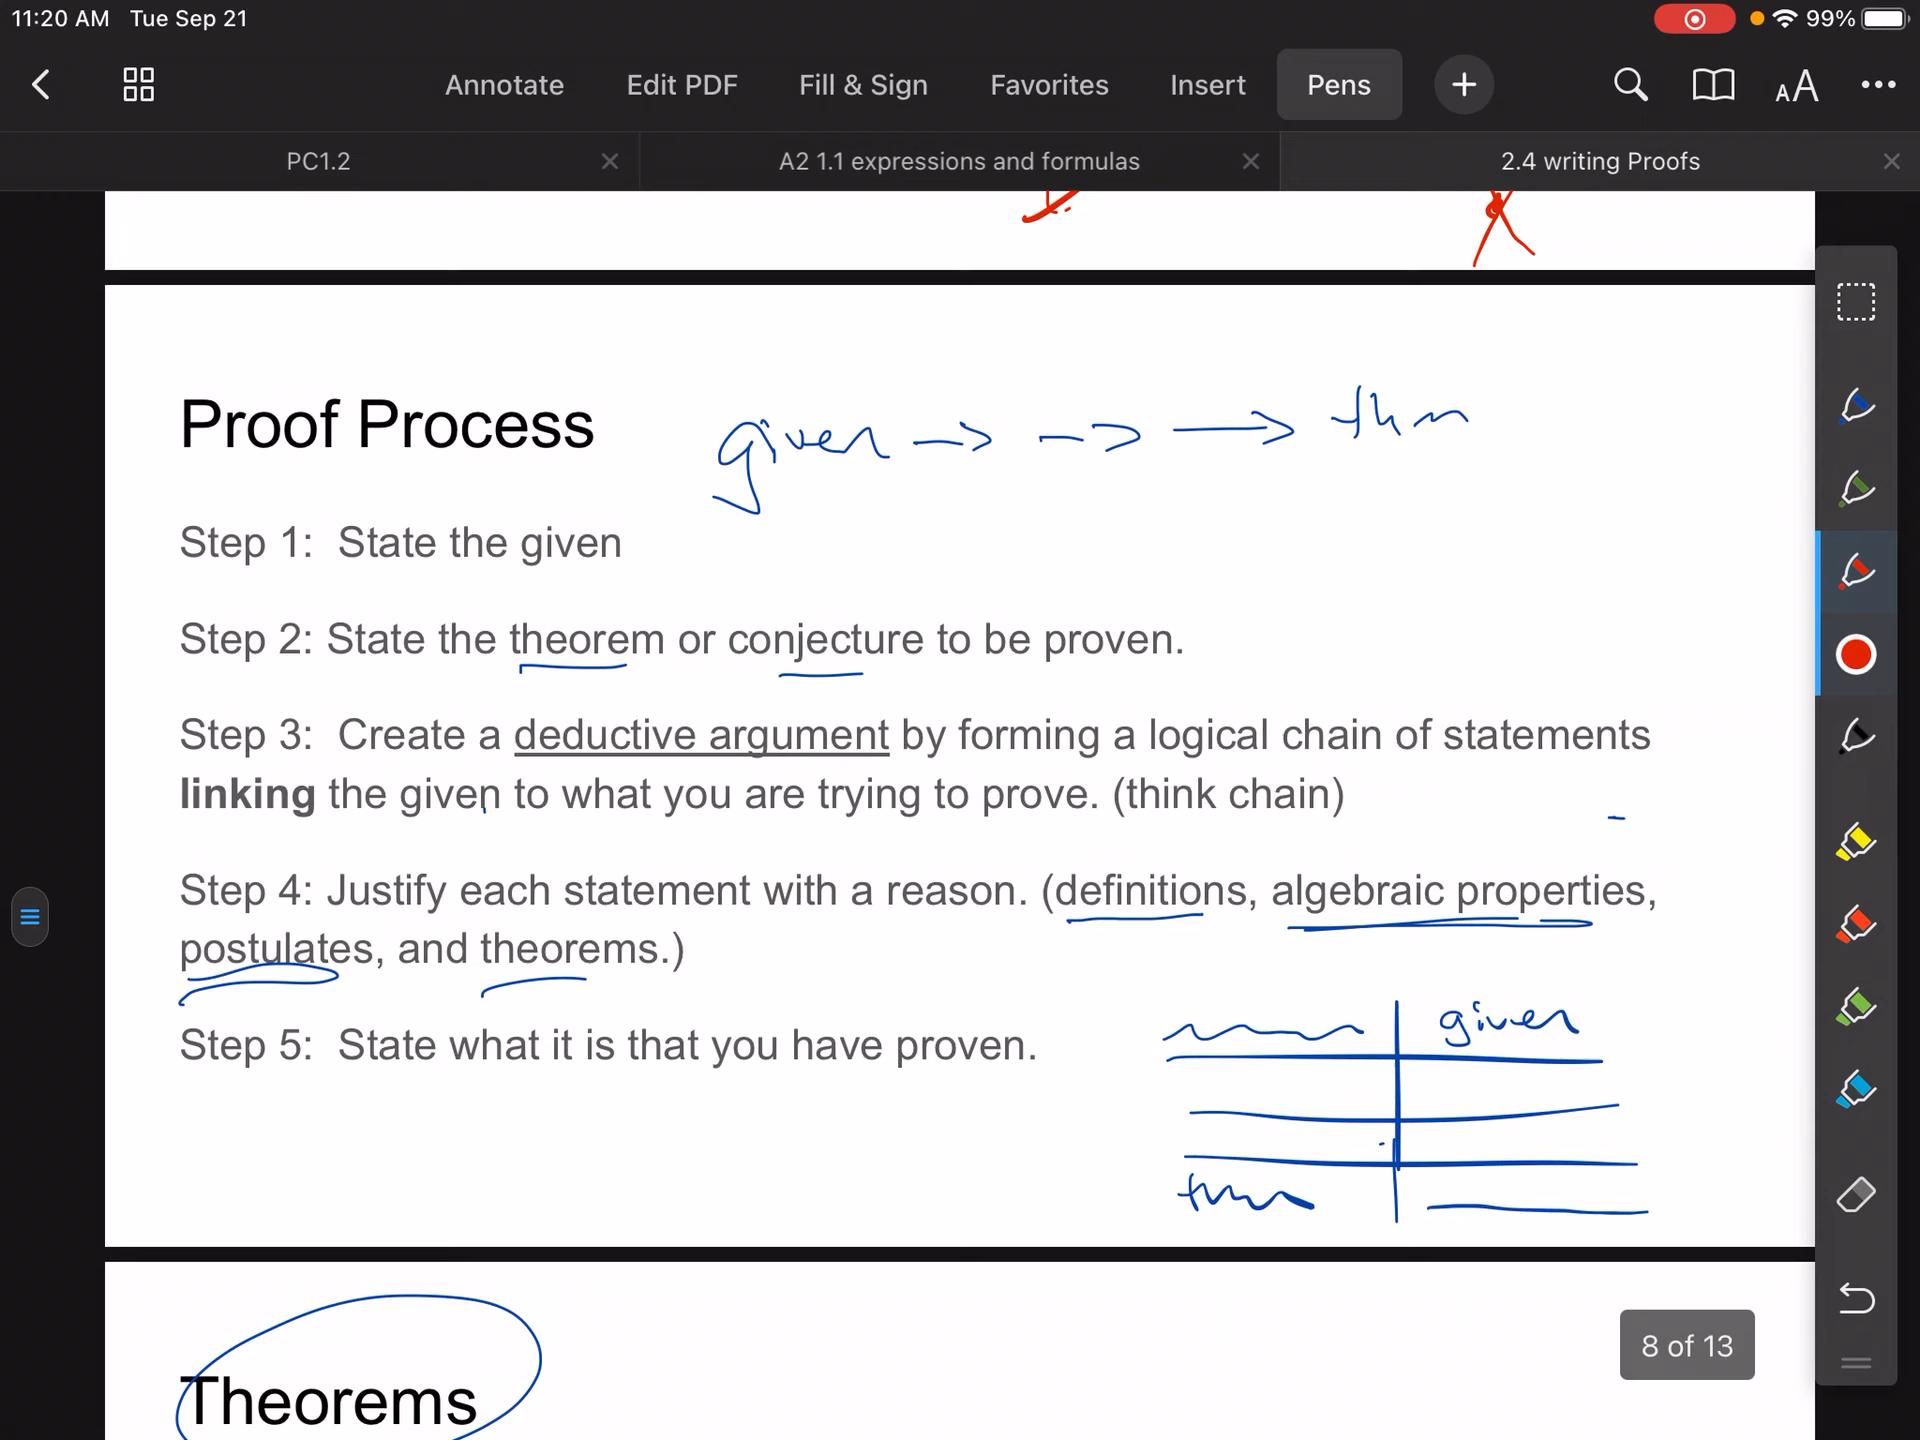 11:20 AM Tue Sep 21
99%
Annotate Edit PDF Fill & Sign Favorites Insert Pens
AA
PC1.2
A2 1.1 expressions and formulas
2.4 writing Proofs
Proof Process
given -> -> -> thm
Step 1: State the given
Step 2: State the theorem or conjecture to be proven.
Step 3: Create a deductive argument by forming a logical chain of statements
linking the given to what you are trying to prove. (think chain)
Step 4: Justify each statement with a reason. (definitions, algebraic properties,
postulates, and theorems.)
given
Step 5: State what it is that you have proven.
thm
8 of 13
Theorems